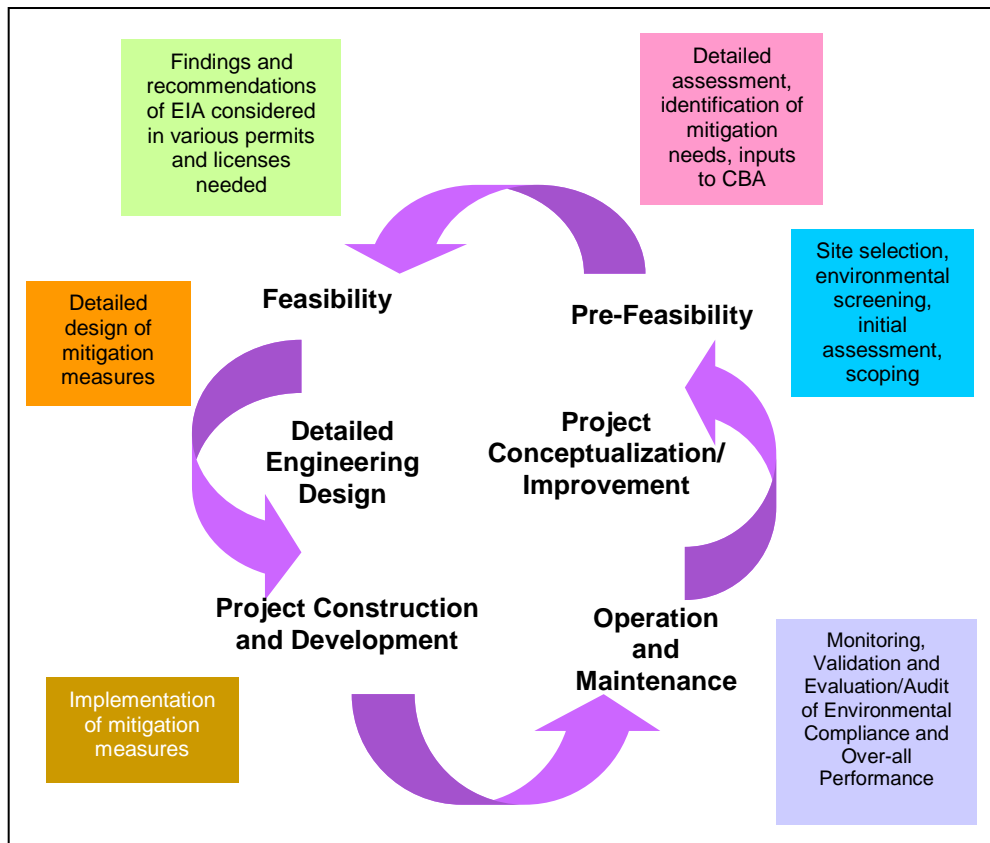 Findings and
recommendations
of EIA considered
in various permits
and licenses
needed
Detailed
assessment,
identification of
mitigation
needs, inputs
to CBA
Site selection,
environmental
screening,
initial
assessment,
scoping
Feasibility
Pre-Feasibility
Detailed
design of
mitigation
measures
Detailed
Engineering
Design
Project
Conceptualization/
Improvement
Project Construction
and Development
Operation
and
Maintenance
Implementation
of mitigation
measures
Monitoring,
Validation and
Evaluation/Audit
of Environmental
Compliance and
Over-all
Performance